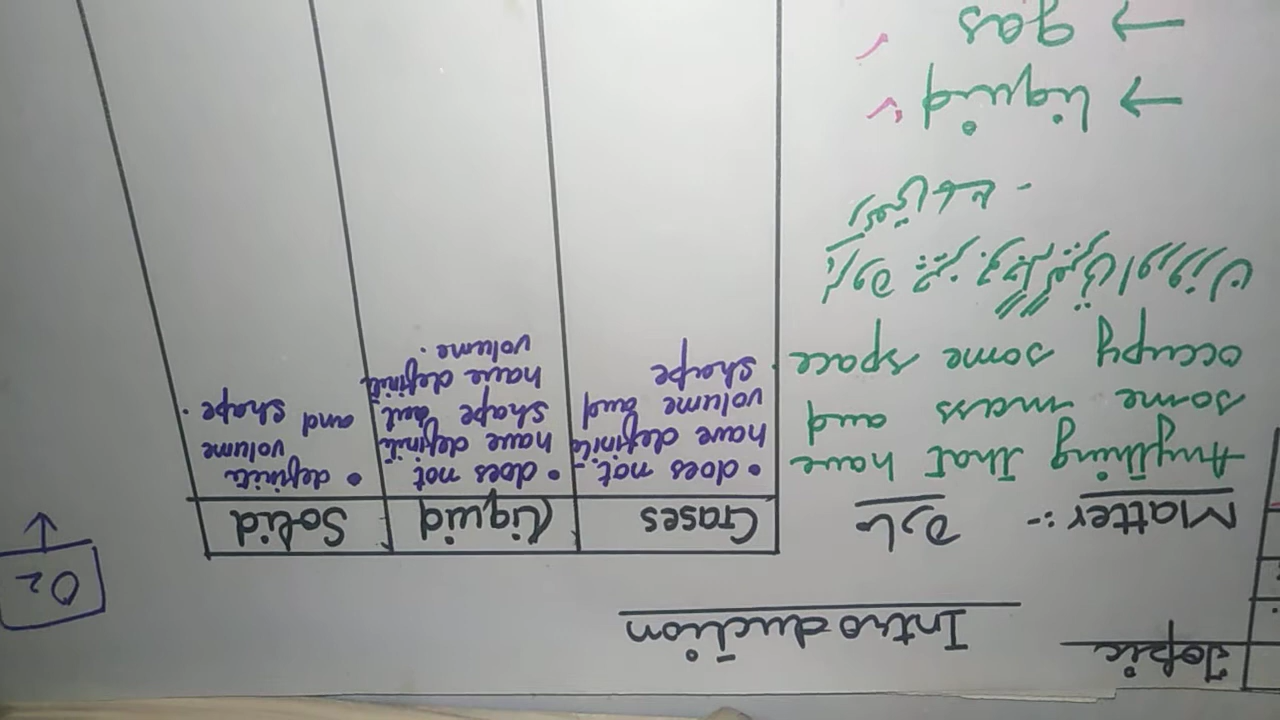 Topic
Introduction
Matter:- مادہ
Anything that have
some mass and
occupy some space
→ liquid
→ gas
Gases
• does not
have definite
volume and
shape
Liquid
• does not
have definite
shape but
have definite
volume.
Solid
• definite
volume
and shape.
O2